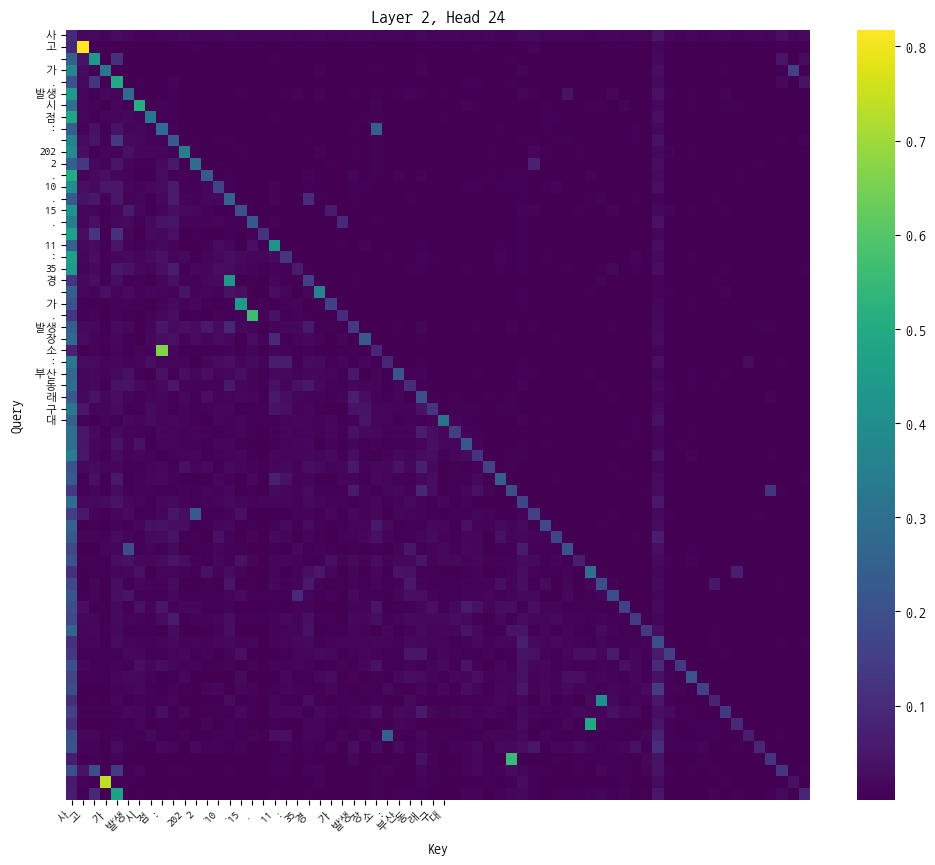 Layer 2, Head 24
사
고
가
.
발생
시
점
:
202
2
.
10
.
15
.
11
:
35
경
가
.
발생
장
소
:
부산
동
래
구
대
Query
0.8
0.7
0.6
0.5
0.4
0.3
0.2
0.1
사 고 가 발생 시 점 : 202 2 10 15 . 11 : 35 경 가 발생 장 소 : 부산 동 래 구 대
Key